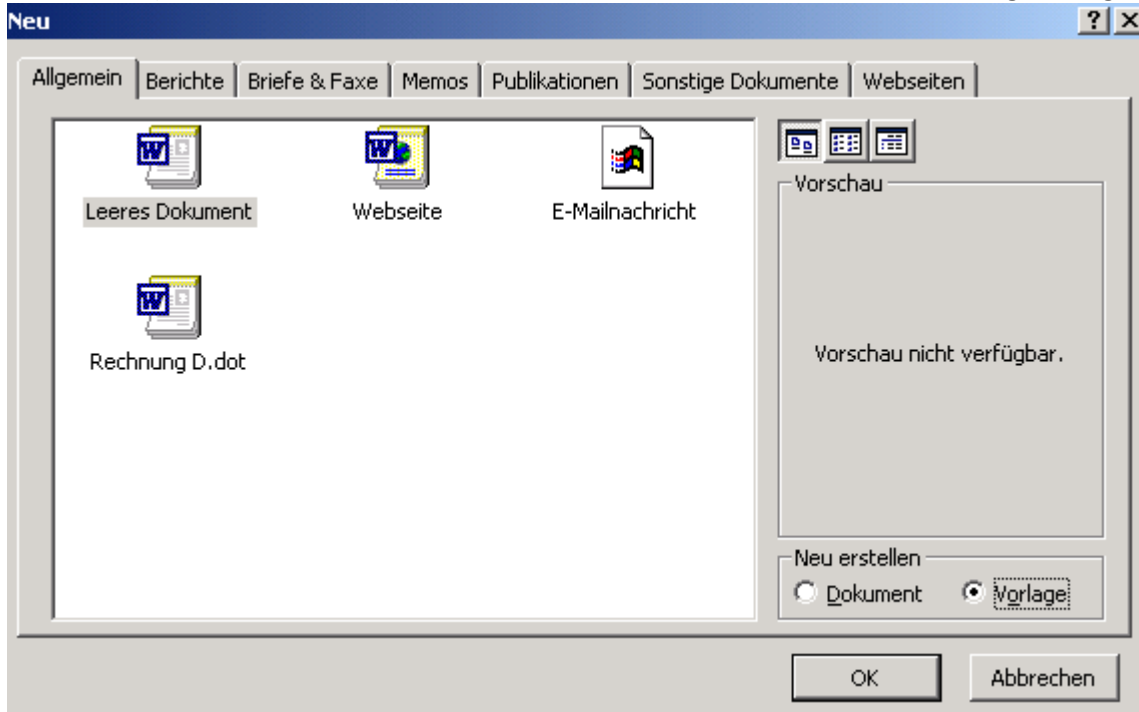 Neu
Allgemein Berichte Briefe & Faxe Memos Publikationen Sonstige Dokumente Webseiten
Leeres Dokument Webseite E-Mailnachricht
Rechnung D.dot
Vorschau
Vorschau nicht verfügbar.
Neu erstellen
Dokument Vorlage
OK Abbrechen